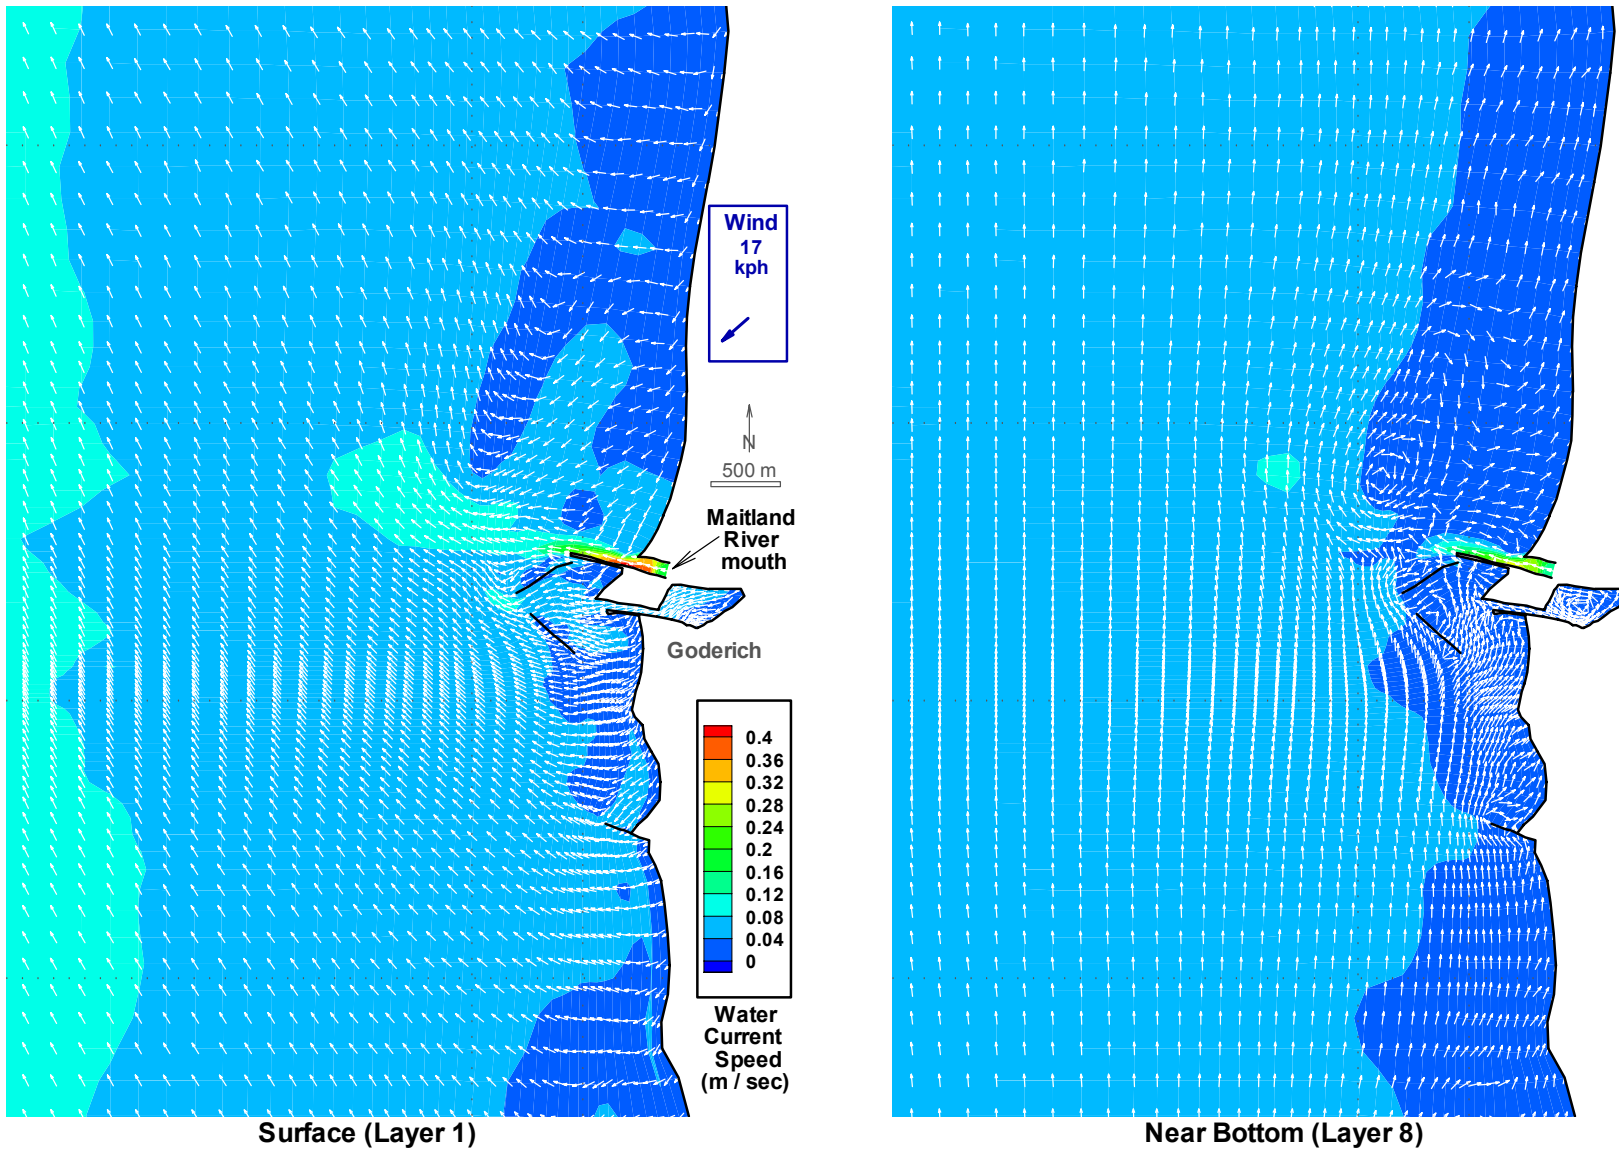 Wind
17
kph
N
500 m
Maitland
River
mouth
Goderich
0.4
0.36
0.32
0.28
0.24
0.2
0.16
0.12
0.08
0.04
0
Water
Current
Speed
(m / sec)
Surface (Layer 1)
Near Bottom (Layer 8)